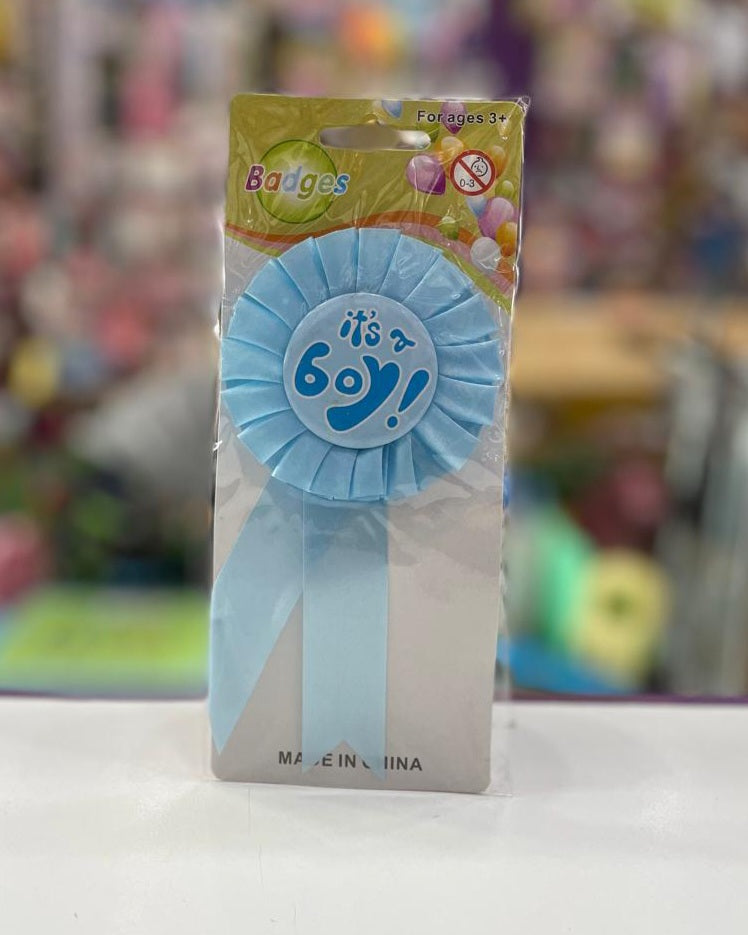 For ages 3+
Badges
0-3
it's a
boy!
MADE IN CHINA